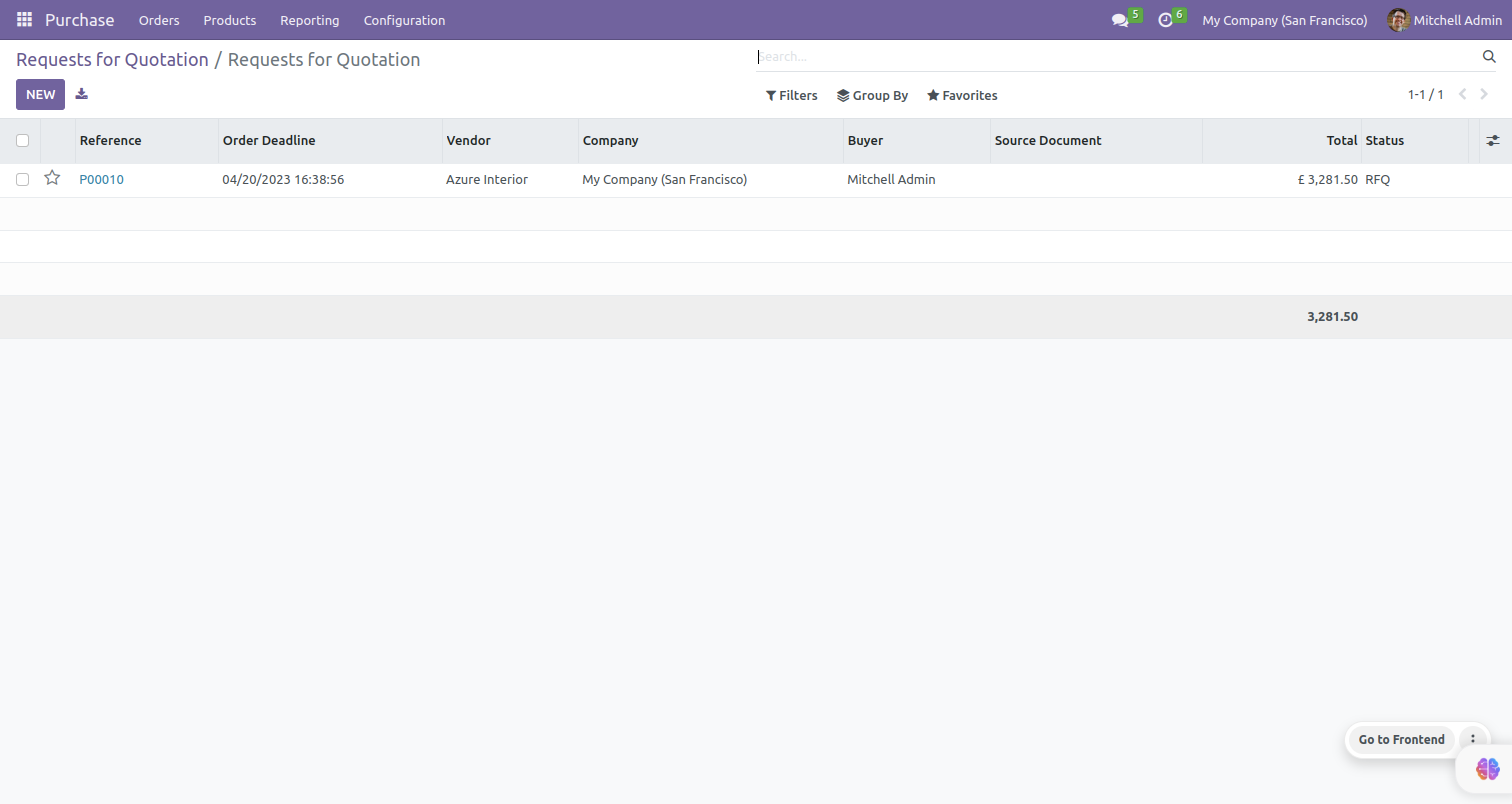 Purchase Orders Products Reporting Configuration 5 6 My Company (San Francisco) Mitchell Admin
Requests for Quotation / Requests for Quotation
Search...
NEW
Filters Group By Favorites 1-1 / 1
Reference Order Deadline Vendor Company Buyer Source Document Total Status
P00010 04/20/2023 16:38:56 Azure Interior My Company (San Francisco) Mitchell Admin £ 3,281.50 RFQ
3,281.50
Go to Frontend